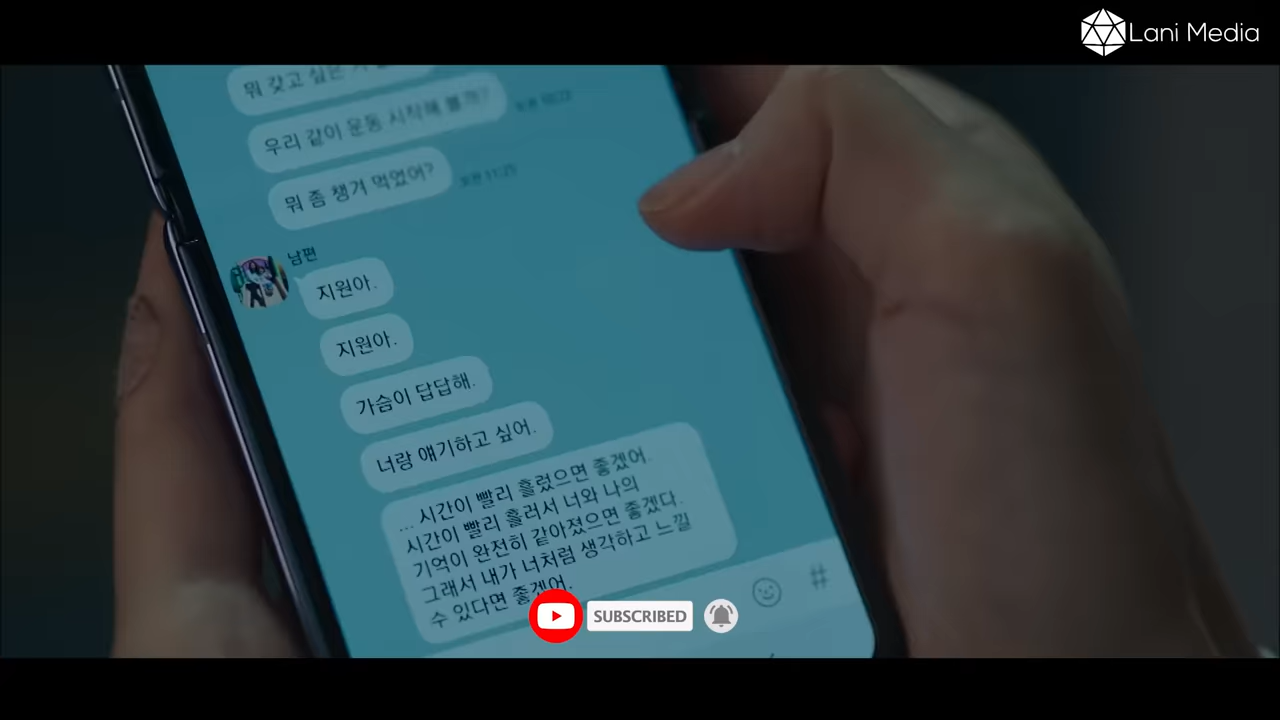 Lani Media
뭐 갖고 싶은
우리 같이 운동 시작해 볼까?
뭐 좀 챙겨 먹었어?
남편
지원아.
지원아.
가슴이 답답해.
너랑 얘기하고 싶어.
... 시간이 빨리 흘렀으면 좋겠어.
시간이 빨리 흘러서 너와 나의
기억이 완전히 같아졌으면 좋겠다.
그래서 내가 너처럼 생각하고 느낄
수 있다면 좋겠어.
#
SUBSCRIBED